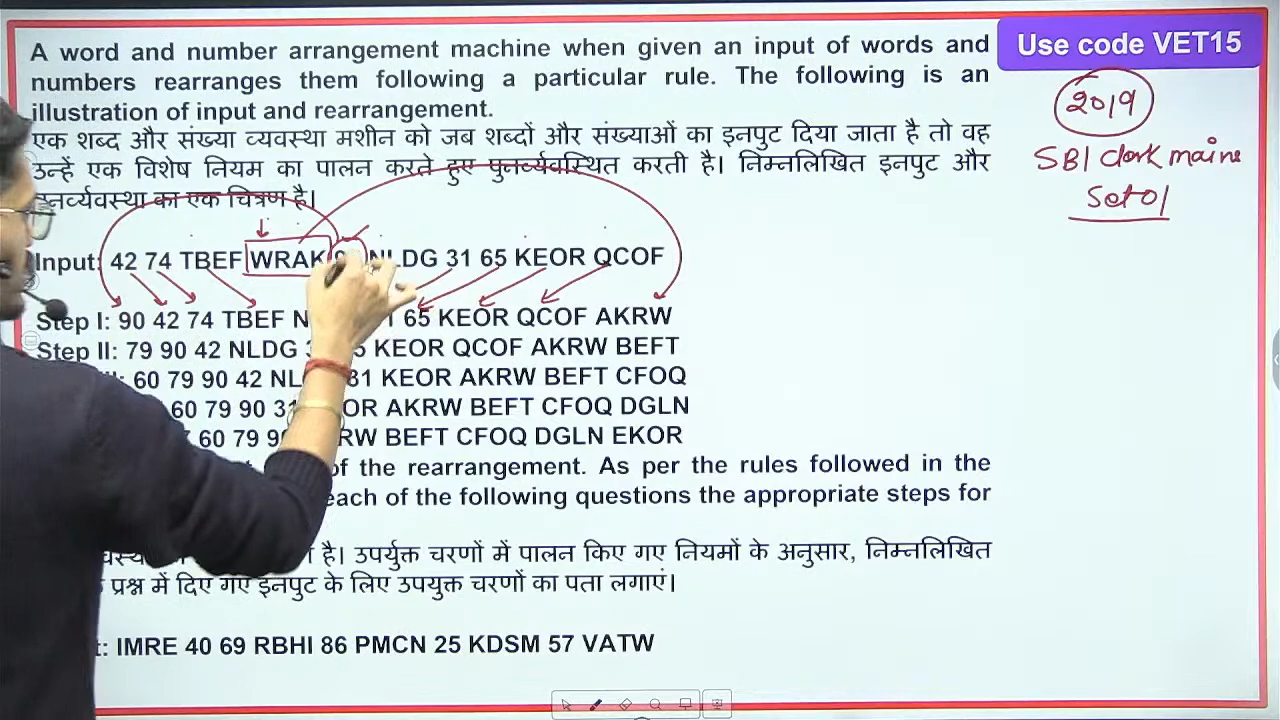 A word and number arrangement machine when given an input of words and
numbers rearranges them following a particular rule. The following is an
illustration of input and rearrangement.
एक शब्द और संख्या व्यवस्था मशीन को जब शब्दों और संख्याओं का इनपुट दिया जाता है तो वह
उन्हें एक विशेष नियम का पालन करते हुए पुनर्व्यवस्थित करती है। निम्नलिखित इनपुट और
का एक चित्रण है।
Use code VET15
2019
SBI clerk mains
Set 01
Input: 42 74 TBEF WRAK NLDG 31 65 KEOR QCOF
Step I: 90 42 74 TBEF 65 KEOR QCOF AKRW
Step II: 79 90 42 NLDG KEOR QCOF AKRW BEFT
60 79 90 42 31 KEOR AKRW BEFT CFOQ
60 79 90 AKRW BEFT CFOQ DGLN
60 79 BEFT CFOQ DGLN EKOR
of the rearrangement. As per the rules followed in the
each of the following questions the appropriate steps for
है। उपर्युक्त चरणों में पालन किए गए नियमों के अनुसार, निम्नलिखित
प्रश्न में दिए गए इनपुट के लिए उपयुक्त चरणों का पता लगाएं।
IMRE 40 69 RBHI 86 PMCN 25 KDSM 57 VATW